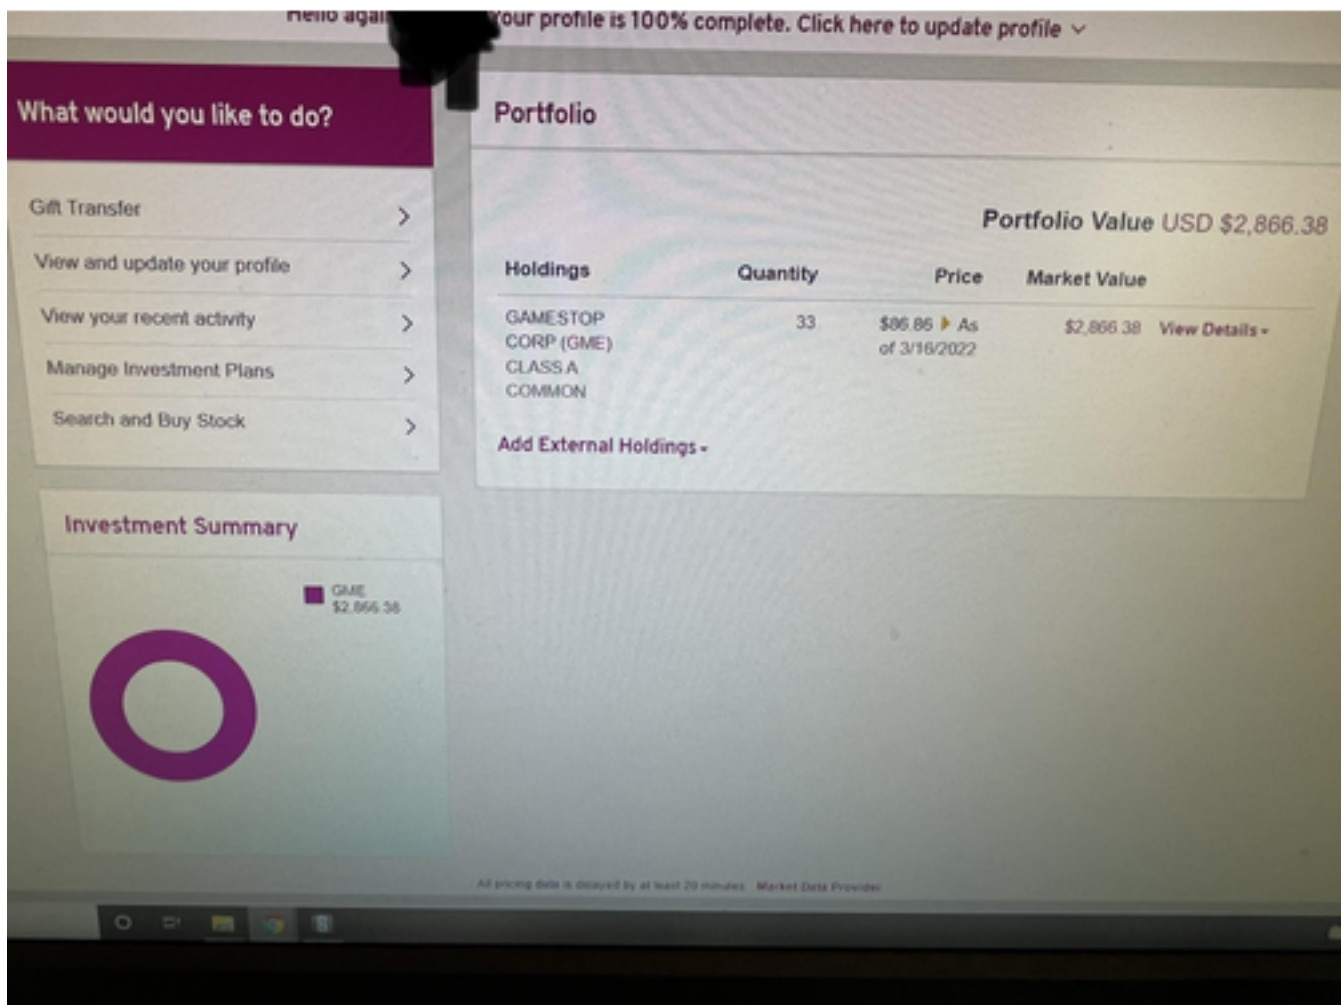 Hello agai
Your profile is 100% complete. Click here to update profile
What would you like to do?
Gift Transfer
View and update your profile
View your recent activity
Manage Investment Plans
Search and Buy Stock
Investment Summary
GME
$2,866.38
Portfolio
Portfolio Value USD $2,866.38
Holdings Quantity Price Market Value
GAMESTOP 33 $86.86 As $2,866.38 View Details
CORP (GME) of 3/16/2022
CLASS A
COMMON
Add External Holdings
All pricing data is delayed by at least 20 minutes Market Data Provider